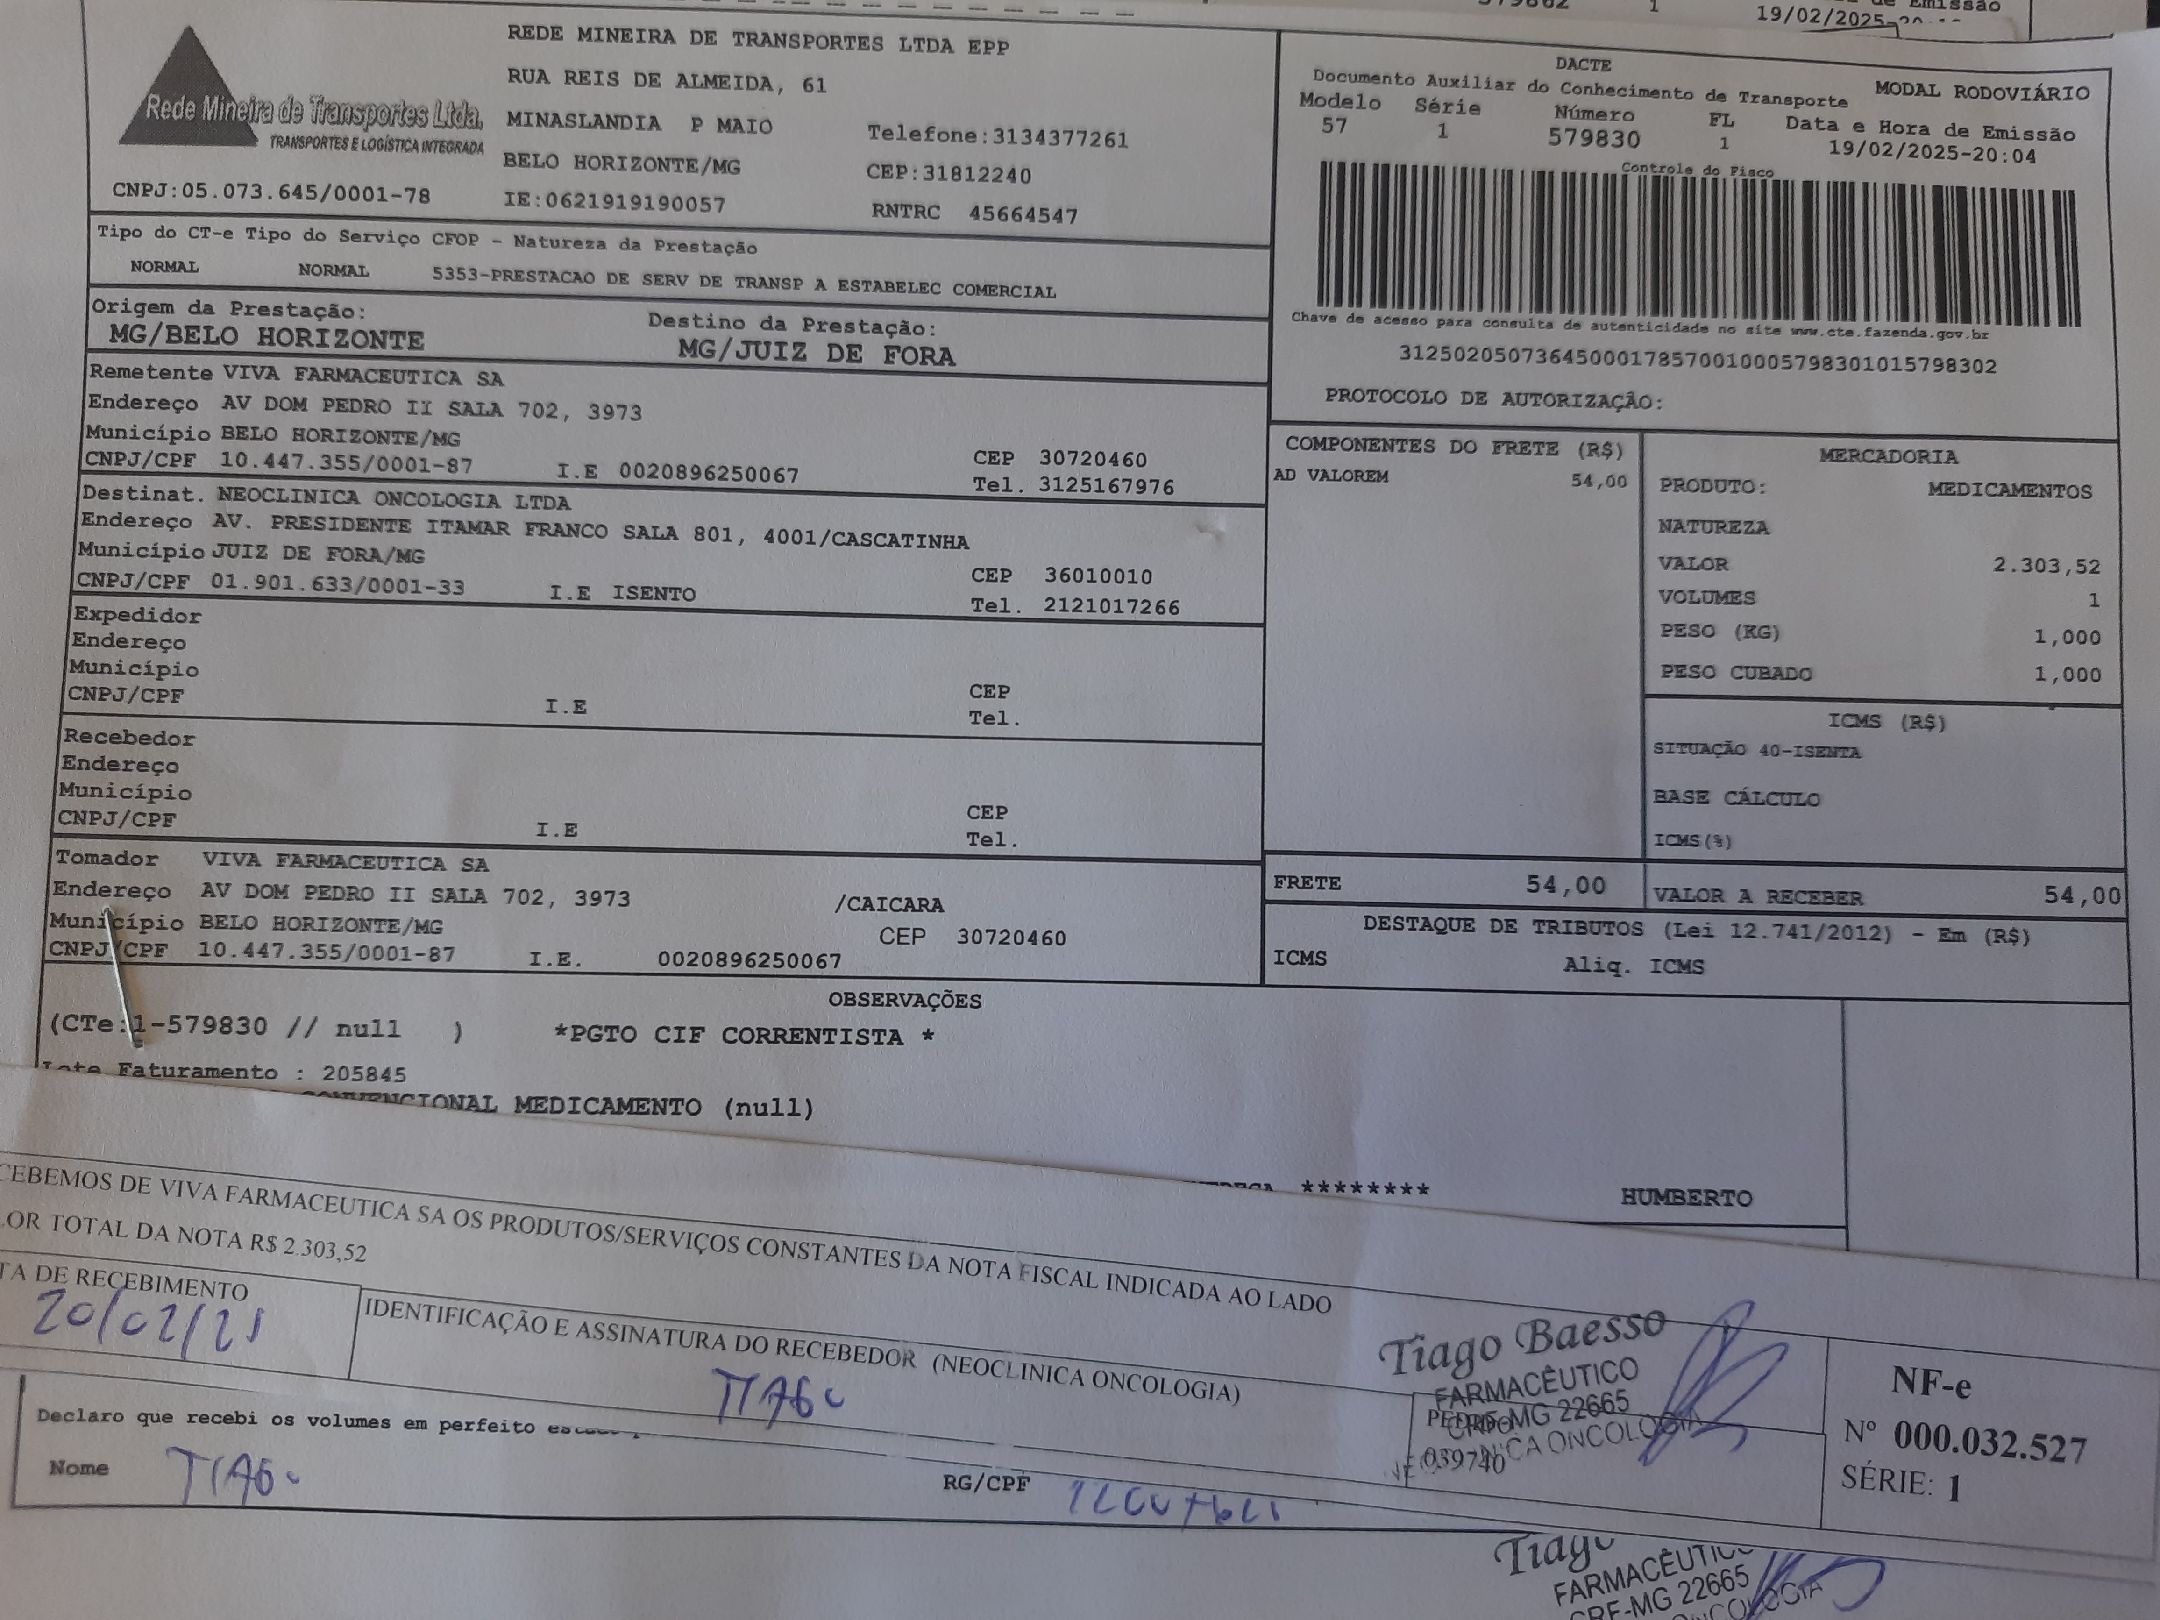 579862 1 19/02/2025
de Emissão
Rede Mineira de Transportes Ltda.
TRANSPORTES E LOGÍSTICA INTEGRADA
CNPJ:05.073.645/0001-78
REDE MINEIRA DE TRANSPORTES LTDA EPP
RUA REIS DE ALMEIDA, 61
MINASLANDIA P MAIO Telefone:3134377261
BELO HORIZONTE/MG CEP:31812240
IE:0621919190057 RNTRC 45664547
DACTE
Documento Auxiliar do Conhecimento de Transporte MODAL RODOVIÁRIO
Modelo Série Número FL Data e Hora de Emissão
57 1 579830 1 19/02/2025-20:04
Controle do Fisco
Chave de acesso para consulta de autenticidade no site www.cte.fazenda.gov.br
31250205073645000178570010005798301015798302
PROTOCOLO DE AUTORIZAÇÃO:
Tipo do CT-e Tipo do Serviço CFOP - Natureza da Prestação
NORMAL NORMAL 5353-PRESTACAO DE SERV DE TRANSP A ESTABELEC COMERCIAL
Origem da Prestação: Destino da Prestação:
MG/BELO HORIZONTE MG/JUIZ DE FORA
Remetente VIVA FARMACEUTICA SA
Endereço AV DOM PEDRO II SALA 702, 3973
Município BELO HORIZONTE/MG CEP 30720460
CNPJ/CPF 10.447.355/0001-87 I.E 0020896250067 Tel. 3125167976
Destinat. NEOCLINICA ONCOLOGIA LTDA
Endereço AV. PRESIDENTE ITAMAR FRANCO SALA 801, 4001/CASCATINHA
Município JUIZ DE FORA/MG CEP 36010010
CNPJ/CPF 01.901.633/0001-33 I.E ISENTO Tel. 2121017266
Expedidor
Endereço
Município CEP
CNPJ/CPF I.E Tel.
Recebedor
Endereço
Município CEP
CNPJ/CPF I.E Tel.
Tomador VIVA FARMACEUTICA SA
Endereço AV DOM PEDRO II SALA 702, 3973 /CAICARA
Município BELO HORIZONTE/MG CEP 30720460
CNPJ/CPF 10.447.355/0001-87 I.E. 0020896250067
COMPONENTES DO FRETE (R$)
AD VALOREM 54,00
MERCADORIA
PRODUTO: MEDICAMENTOS
NATUREZA
VALOR 2.303,52
VOLUMES 1
PESO (KG) 1,000
PESO CUBADO 1,000
ICMS (R$)
SITUAÇÃO 40-ISENTA
BASE CÁLCULO
ICMS(%)
FRETE 54,00 VALOR A RECEBER 54,00
DESTAQUE DE TRIBUTOS (Lei 12.741/2012) - Em (R$)
ICMS Aliq. ICMS
OBSERVAÇÕES
(CTe:1-579830 // null ) *PGTO CIF CORRENTISTA *
Lote Faturamento : 205845
CONVENCIONAL MEDICAMENTO (null)
******** HUMBERTO
CEBEMOS DE VIVA FARMACEUTICA SA OS PRODUTOS/SERVIÇOS CONSTANTES DA NOTA FISCAL INDICADA AO LADO
LOR TOTAL DA NOTA R$ 2.303,52
TA DE RECEBIMENTO
20/02/25
IDENTIFICAÇÃO E ASSINATURA DO RECEBEDOR (NEOCLINICA ONCOLOGIA)
TIAGO
Tiago Baesso
FARMACÊUTICO
CRF-MG 22665
NEOCLINICA ONCOLOGIA
PEDIDO
039740
NF-e
Nº 000.032.527
SÉRIE: 1
Declaro que recebi os volumes em perfeito
Nome TIAGO RG/CPF
Tiago
FARMACÊUTICO
CRF-MG 22665
ONCOLOGIA